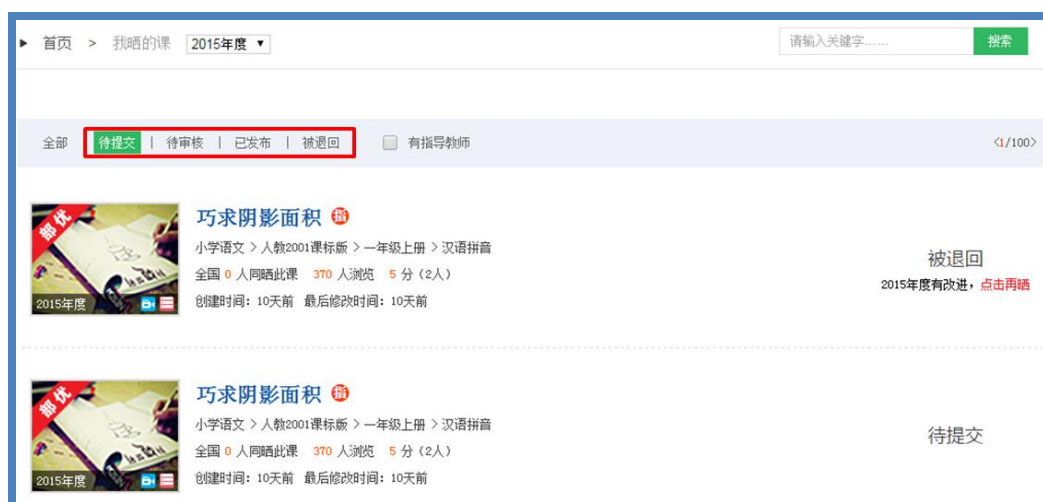 ▶ 首页 > 我晒的课 2015年度 ▼ 请输入关键字…… 搜索
全部 待提交 | 待审核 | 已发布 | 被退回 有指导教师 <1/100>
部优
2015年度
巧求阴影面积 指
小学语文 > 人教2001课标版 > 一年级上册 > 汉语拼音
全国 0 人同晒此课 370 人浏览 5 分 (2人)
创建时间: 10天前 最后修改时间: 10天前
被退回
2015年度有改进, 点击再晒
部优
2015年度
巧求阴影面积 指
小学语文 > 人教2001课标版 > 一年级上册 > 汉语拼音
全国 0 人同晒此课 370 人浏览 5 分 (2人)
创建时间: 10天前 最后修改时间: 10天前
待提交